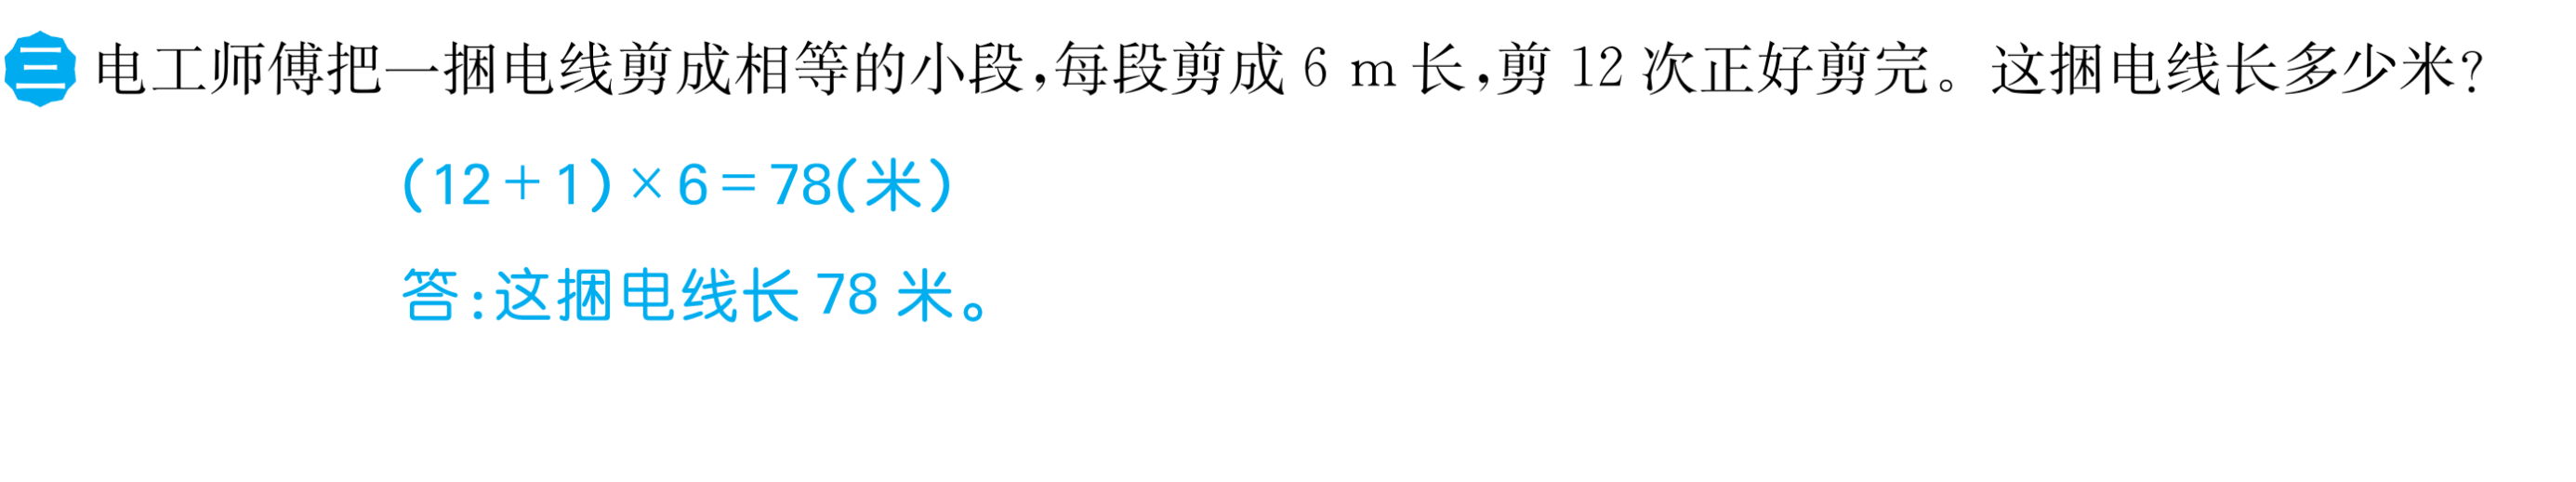 三 电工师傅把一捆电线剪成相等的小段,每段剪成 6 m 长,剪 12 次正好剪完。这捆电线长多少米?
(12+1)×6=78(米)
答:这捆电线长 78 米。